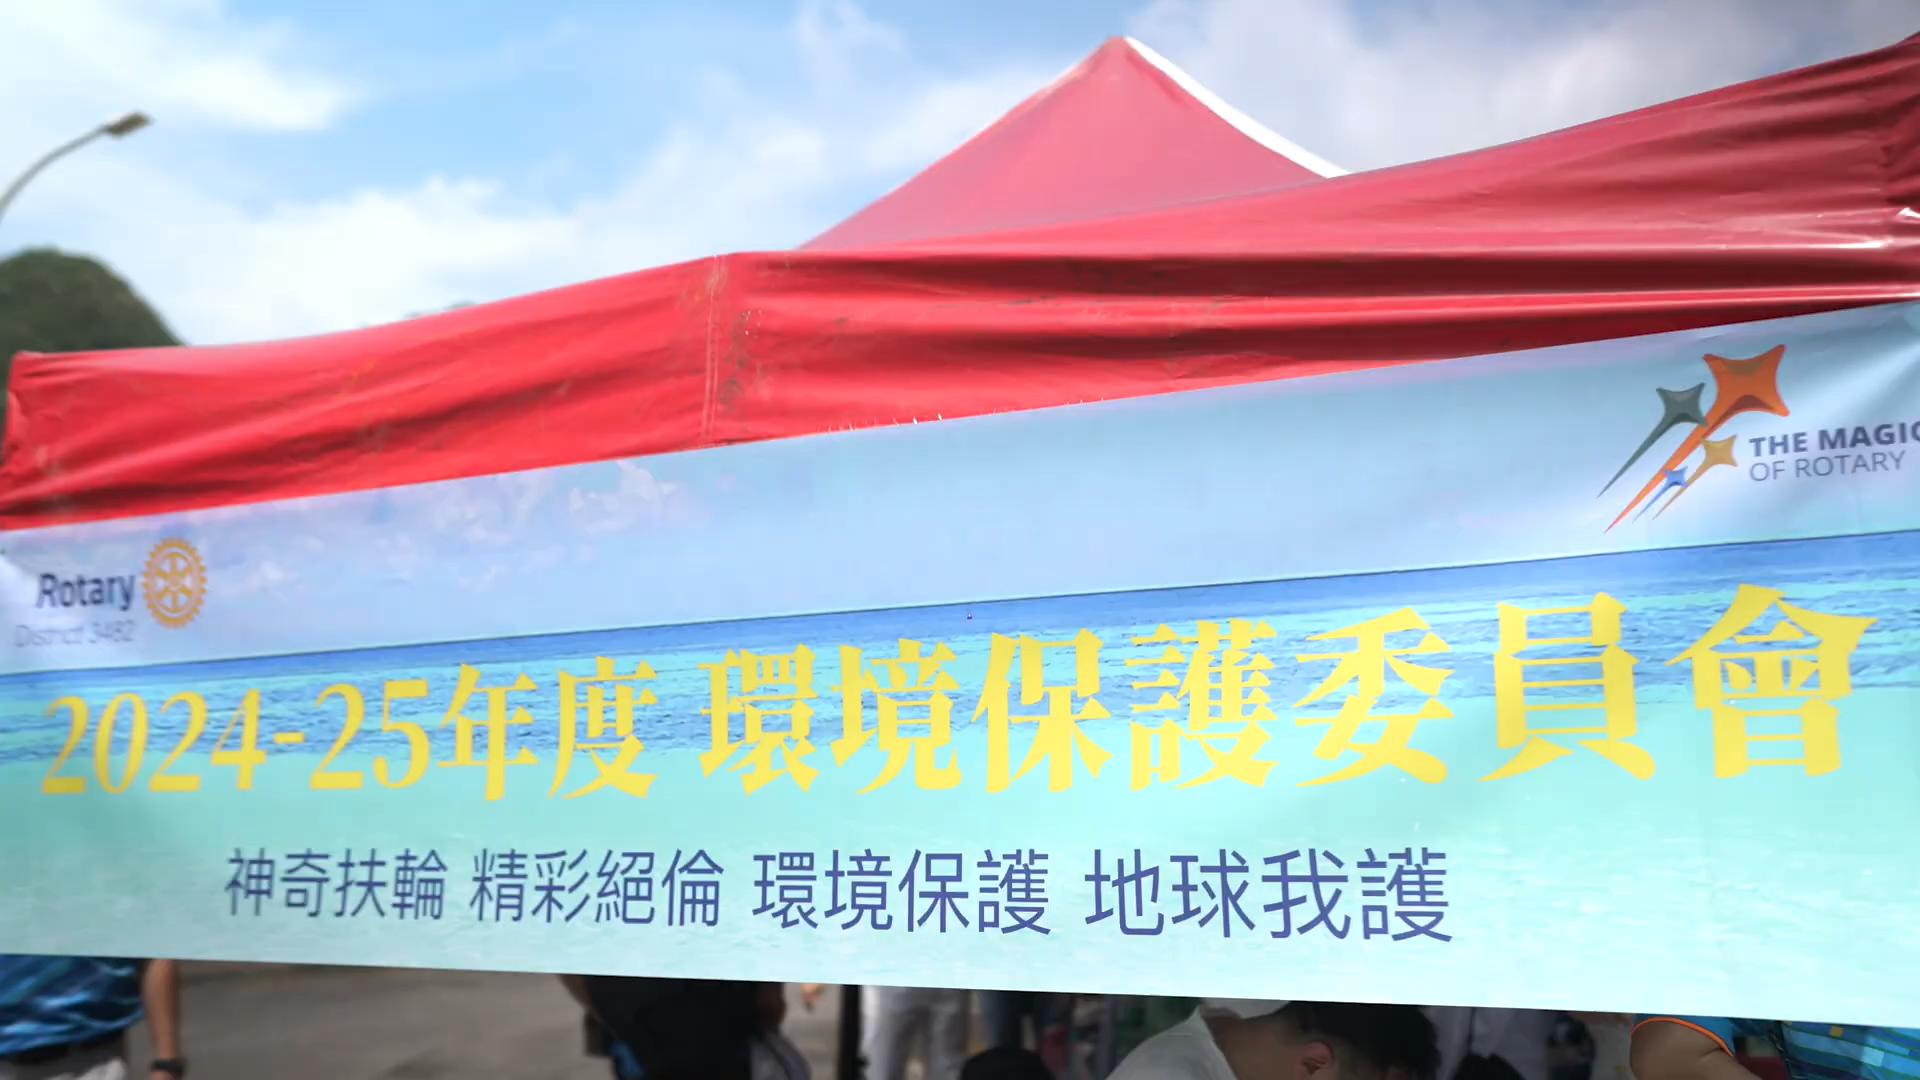 THE MAGIC
OF ROTARY
Rotary
District 3482
2024-25年度 環境保護委員會
神奇扶輪 精彩絕倫 環境保護 地球我護